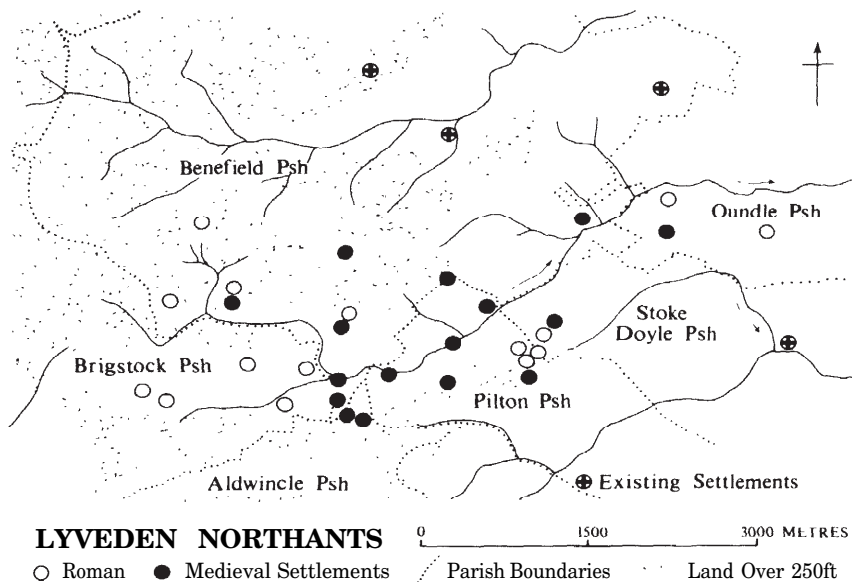 Benefield Psh
Oundle Psh
Stoke
Doyle Psh
Brigstock Psh
Pilton Psh
Aldwincle Psh
Existing Settlements
LYVEDEN NORTHANTS
0 1500 3000 METRES
Roman Medieval Settlements Parish Boundaries Land Over 250ft